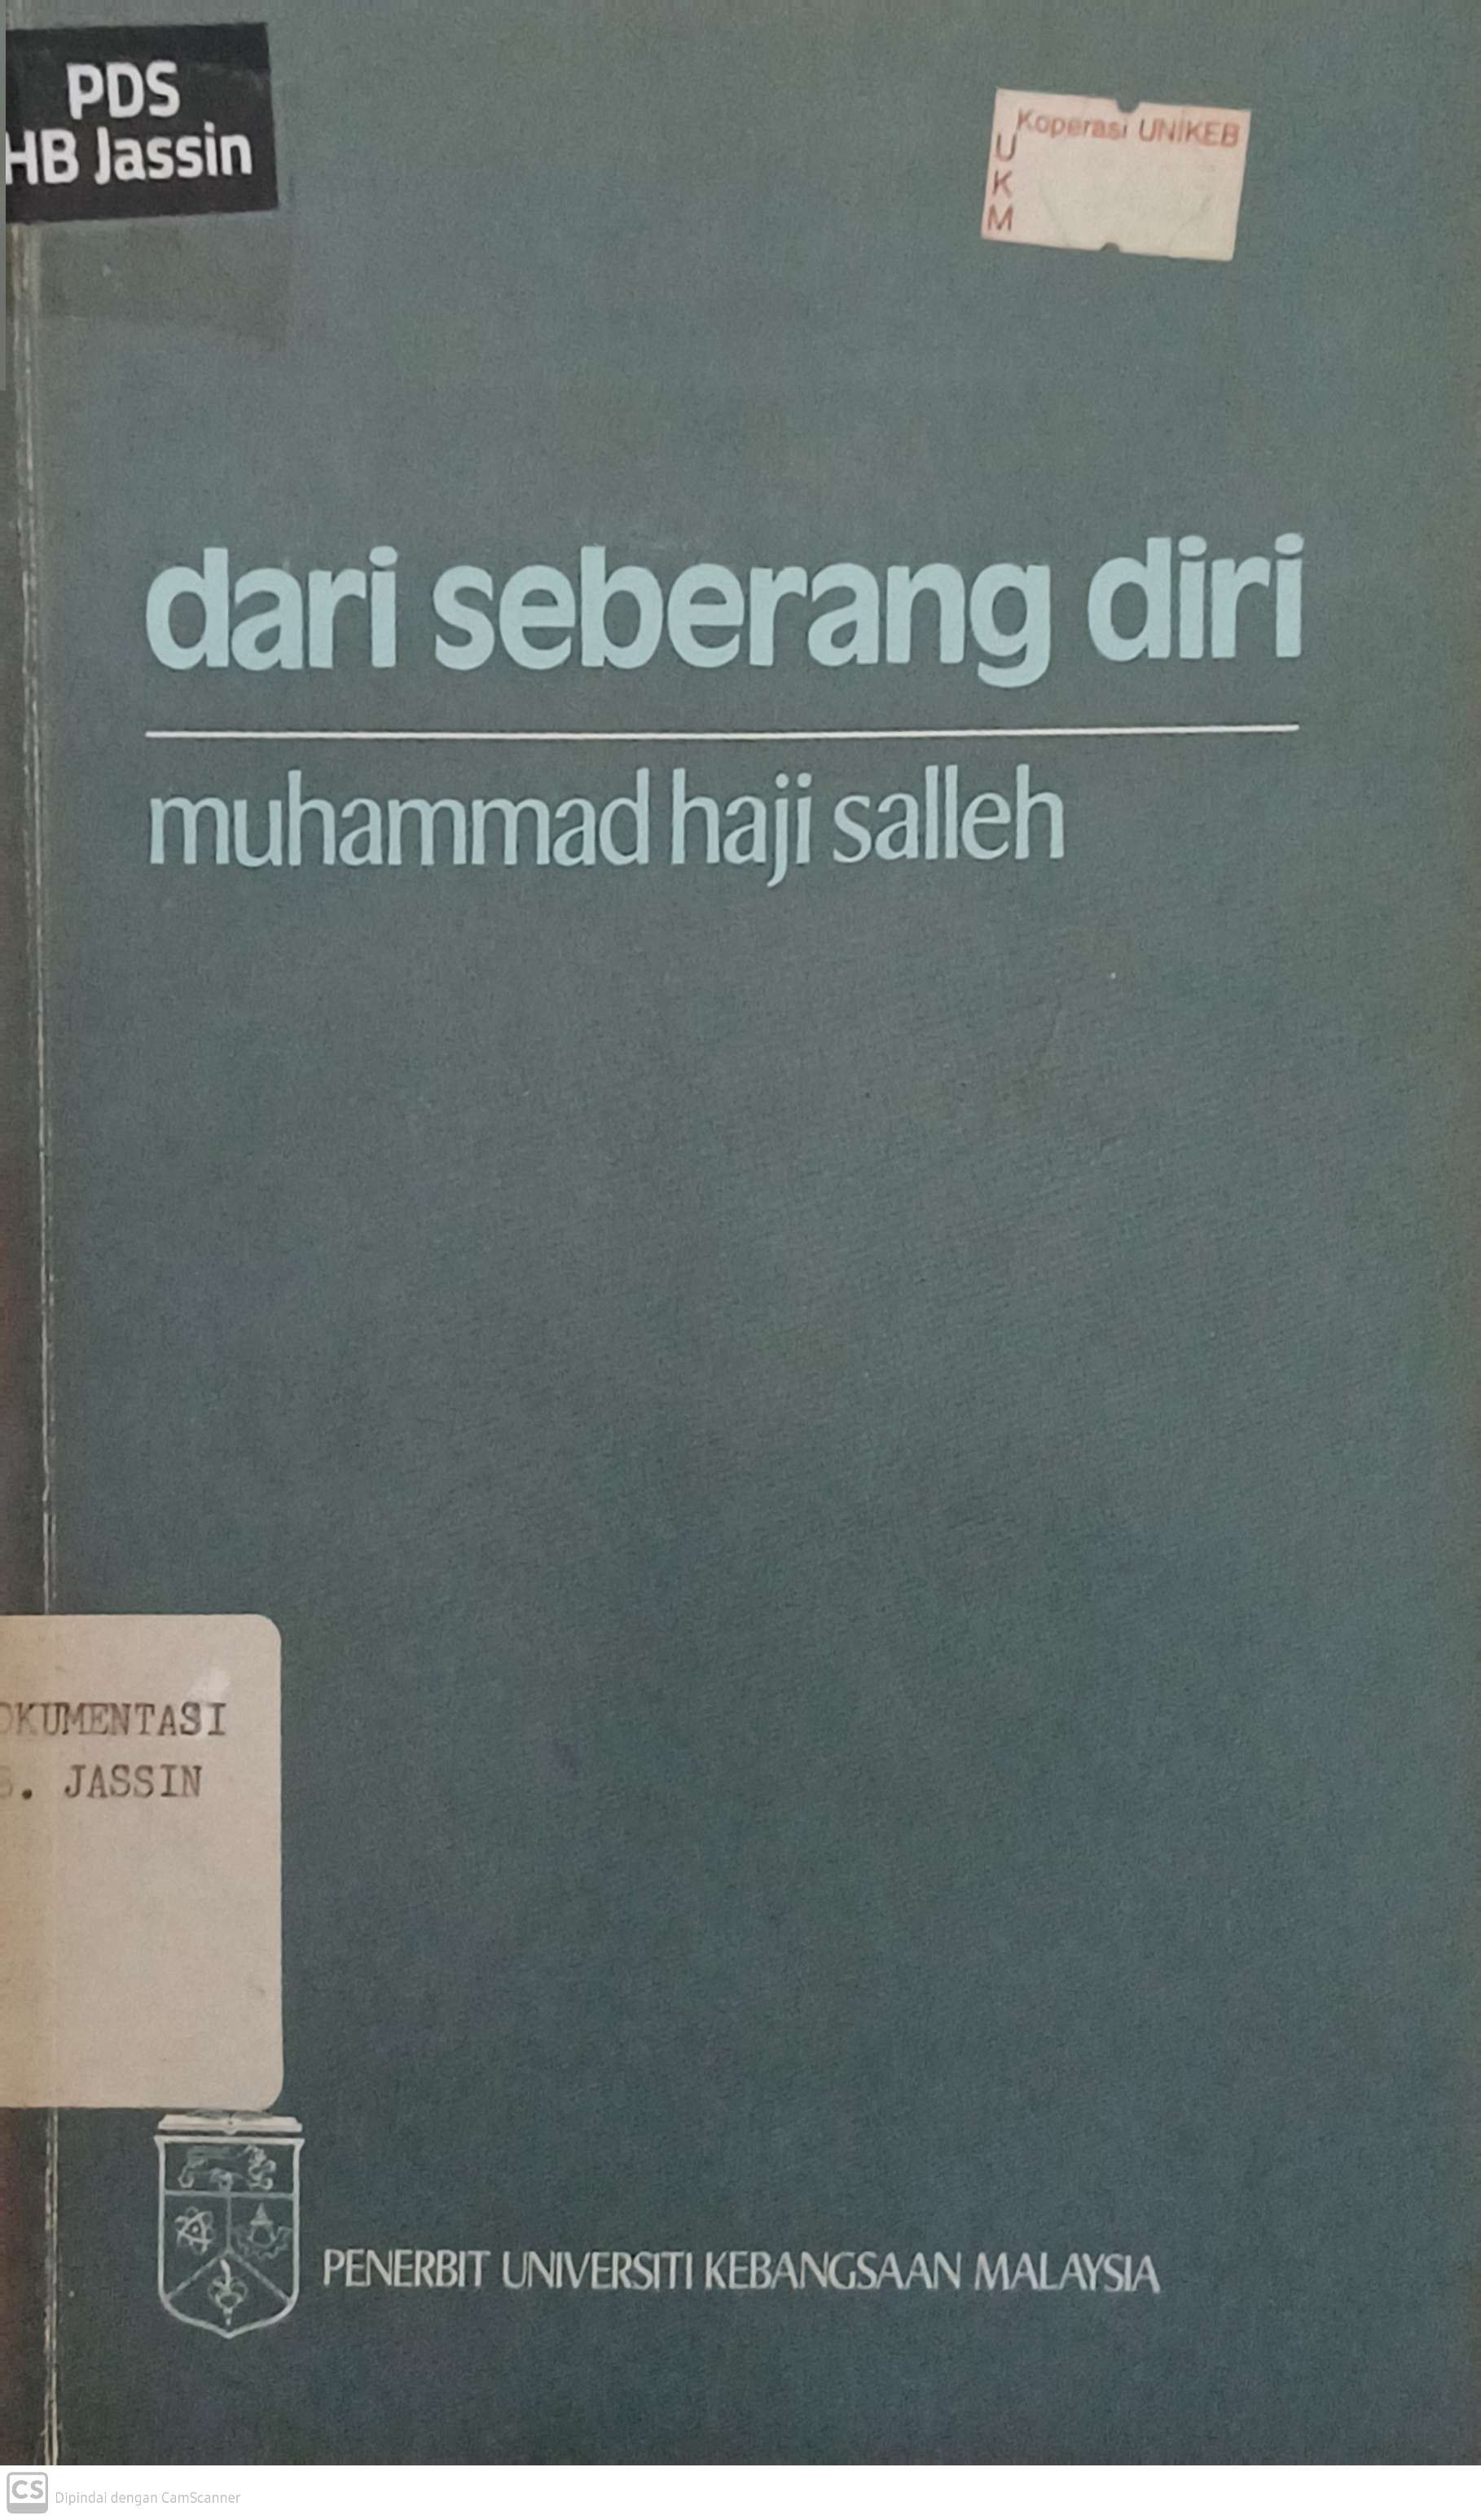 PDS
HB Jassin
Koperasi UNIKEB
U
K
M
dari seberang diri
muhammad haji salleh
OKUMENTASI
B. JASSIN
PENERBIT UNIVERSITI KEBANGSAAN MALAYSIA
CS Dipindai dengan CamScanner